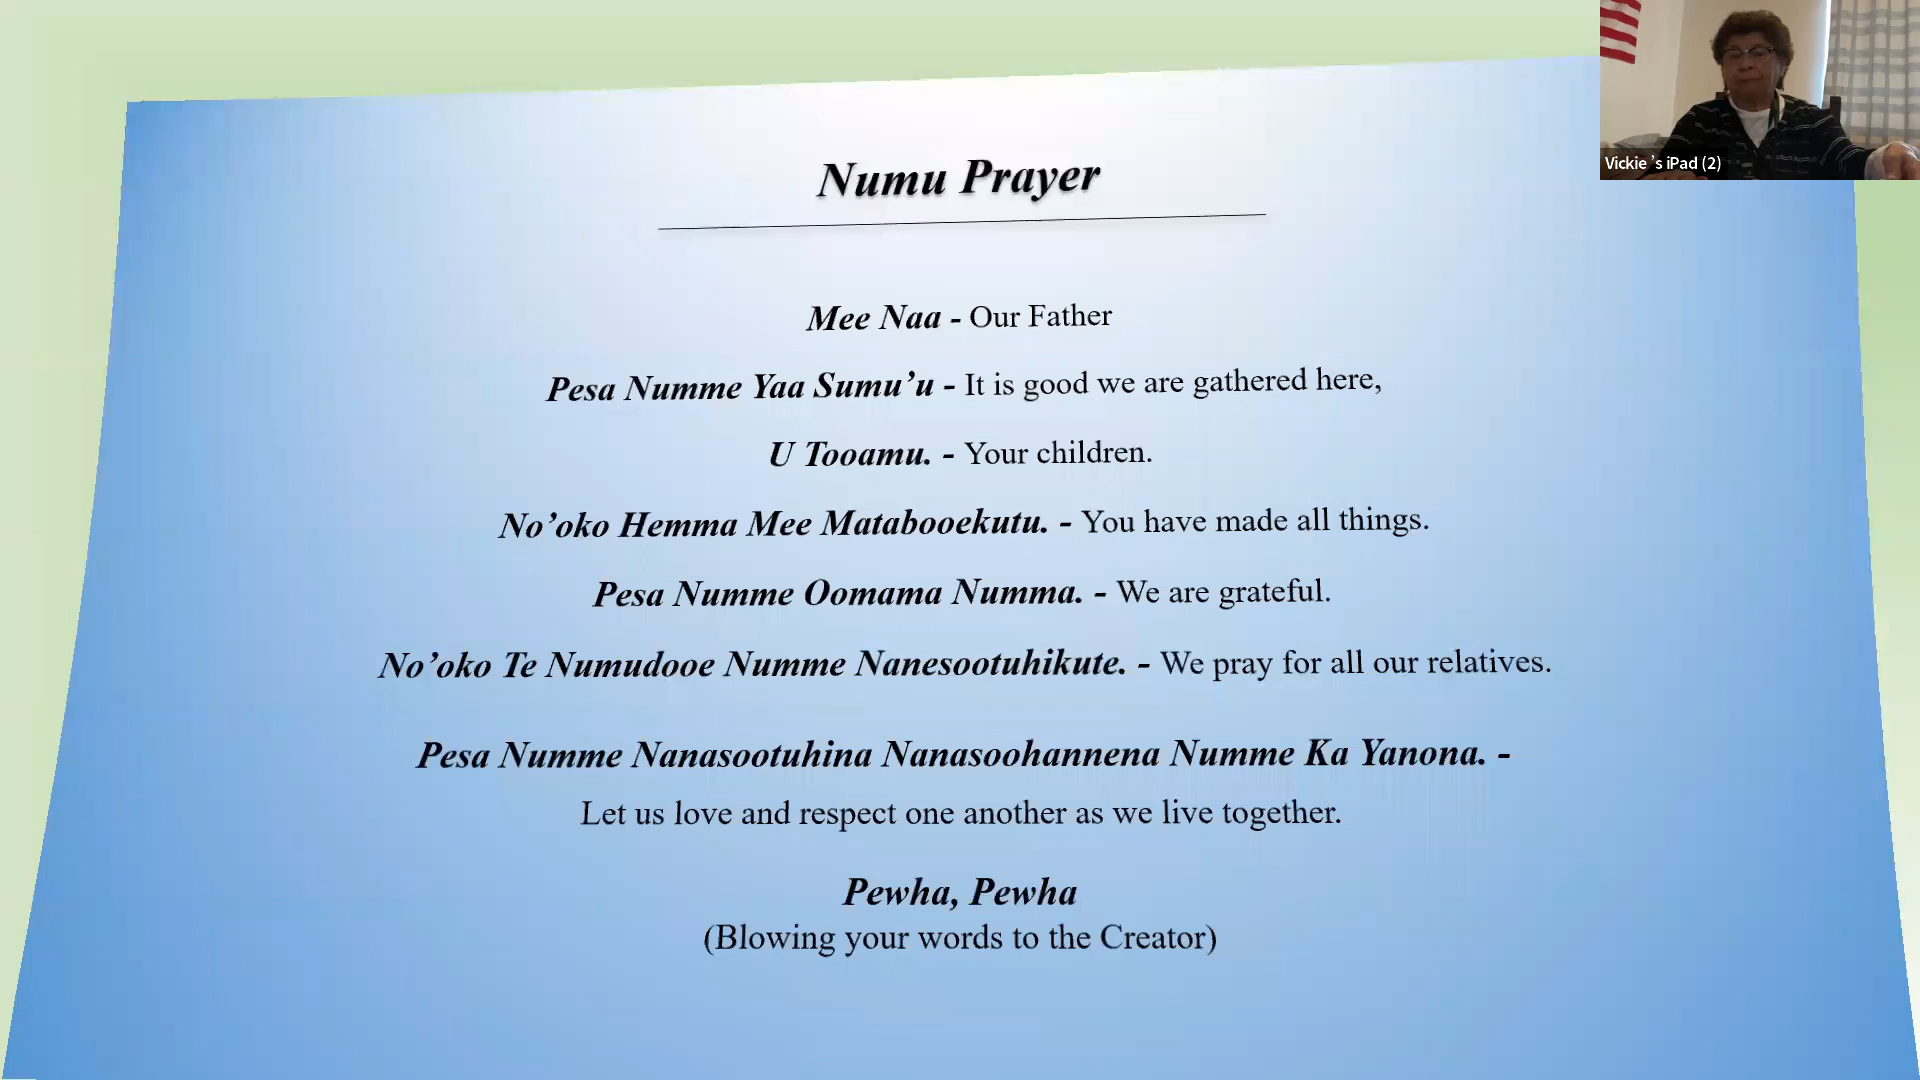 Numu Prayer
Mee Naa - Our Father
Pesa Numme Yaa Sumu’u - It is good we are gathered here,
U Tooamu. - Your children.
No’oko Hemma Mee Matabooekutu. - You have made all things.
Pesa Numme Oomama Numma. - We are grateful.
No’oko Te Numudooe Numme Nanesootuhikute. - We pray for all our relatives.
Pesa Numme Nanasootuhina Nanasoohannena Numme Ka Yanona. -
Let us love and respect one another as we live together.
Pewha, Pewha
(Blowing your words to the Creator)
Vickie ’s iPad (2)